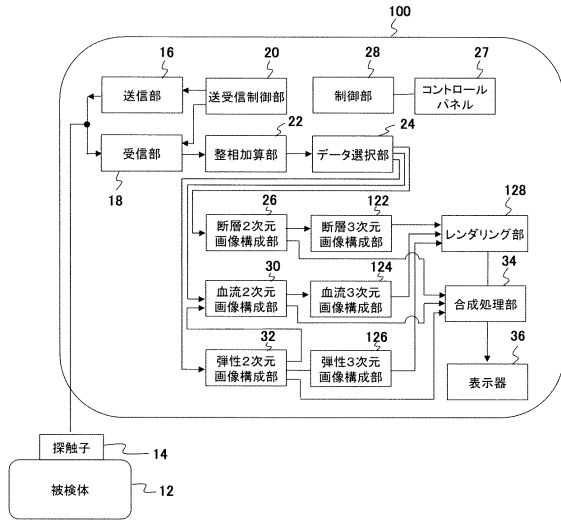 100
16
20
28
27
送信部
送受信制御部
制御部
コントロール
パネル
22
24
受信部
整相加算部
データ選択部
18
26
122
128
断層2次元
画像構成部
断層3次元
画像構成部
レンダリング部
30
124
34
血流2次元
画像構成部
血流3次元
画像構成部
合成処理部
32
126
36
弾性2次元
画像構成部
弾性3次元
画像構成部
表示器
探触子
14
被検体
12